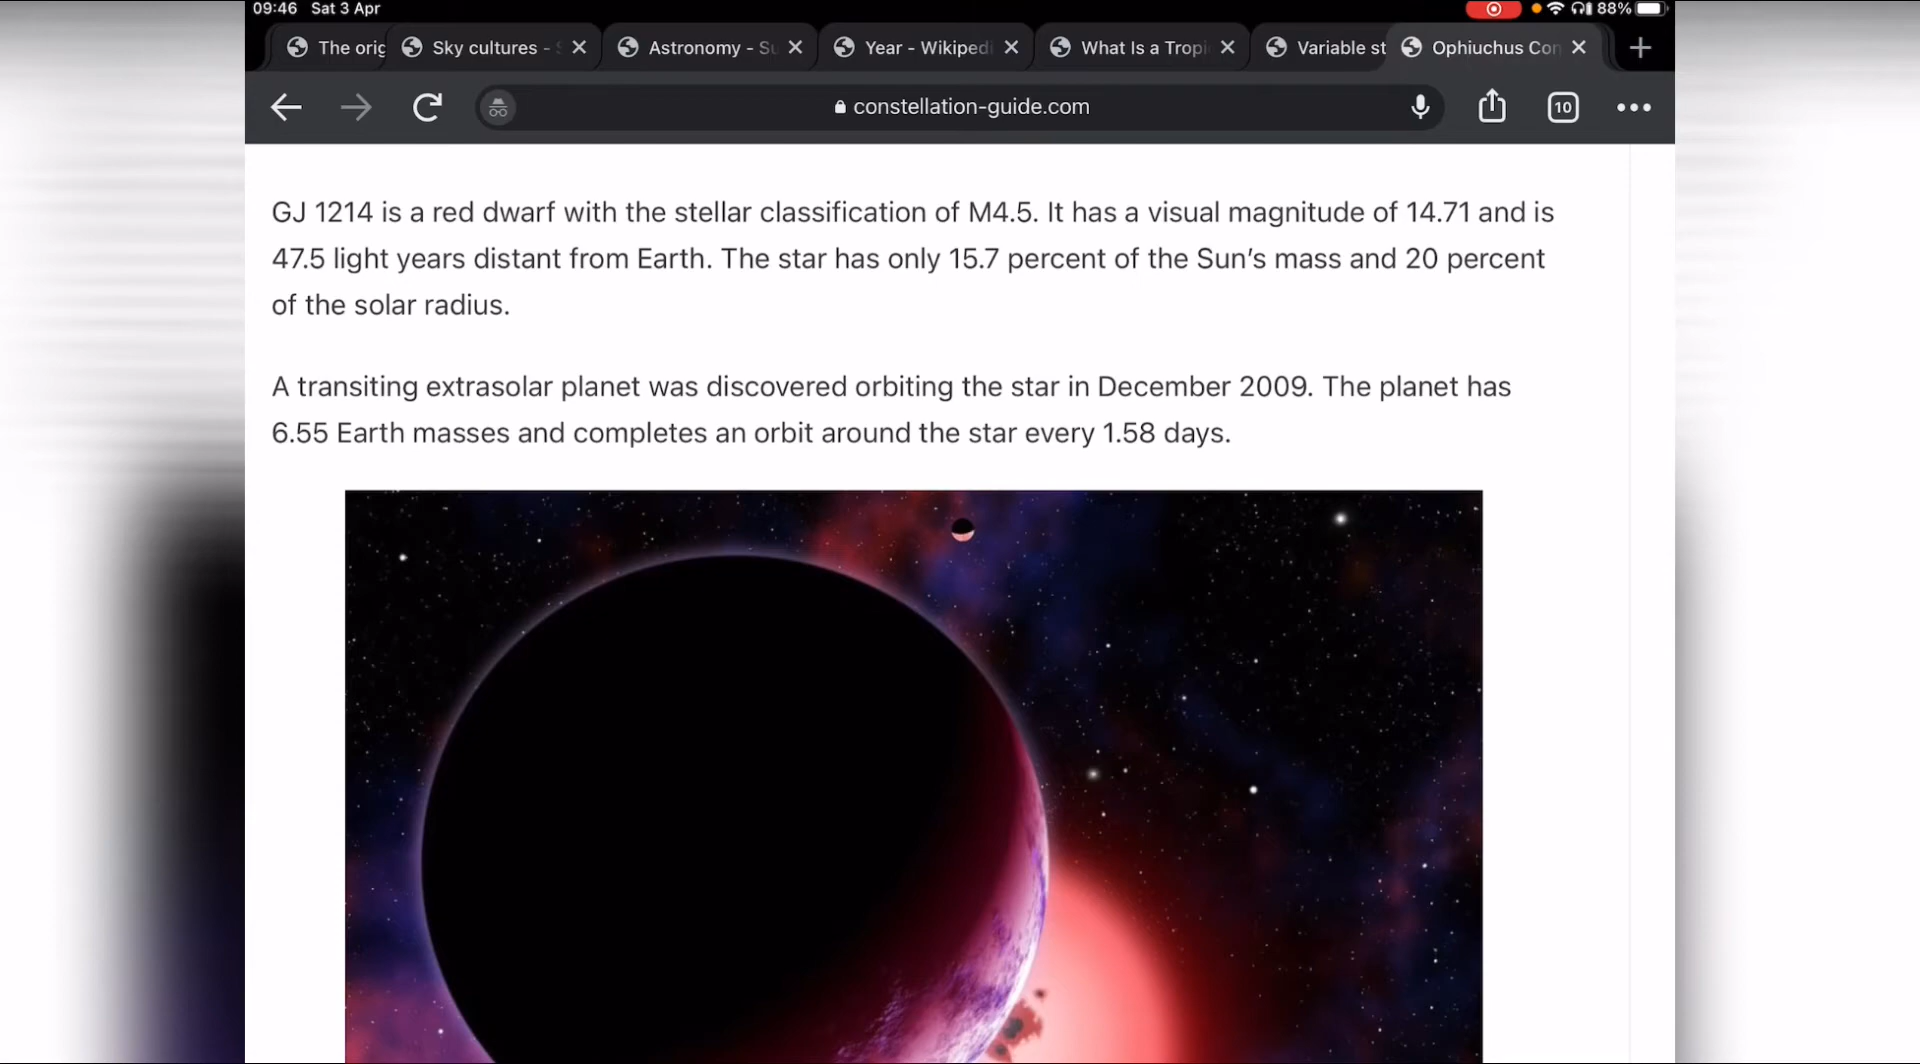 09:46 Sat 3 Apr 88%
The orig Sky cultures - Astronomy - Su Year - Wikipedi What Is a Tropi Variable st Ophiuchus Con
constellation-guide.com 10
GJ 1214 is a red dwarf with the stellar classification of M4.5. It has a visual magnitude of 14.71 and is
47.5 light years distant from Earth. The star has only 15.7 percent of the Sun’s mass and 20 percent
of the solar radius.
A transiting extrasolar planet was discovered orbiting the star in December 2009. The planet has
6.55 Earth masses and completes an orbit around the star every 1.58 days.